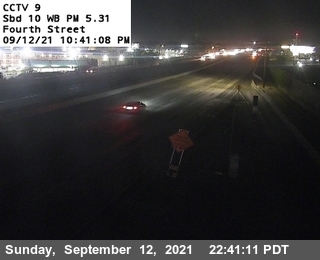 CCTV 9
Sbd 10 WB PM 5.31
Fourth Street
09/12/21 10:41:08 PM
Sunday, September 12, 2021 22:41:11 PDT